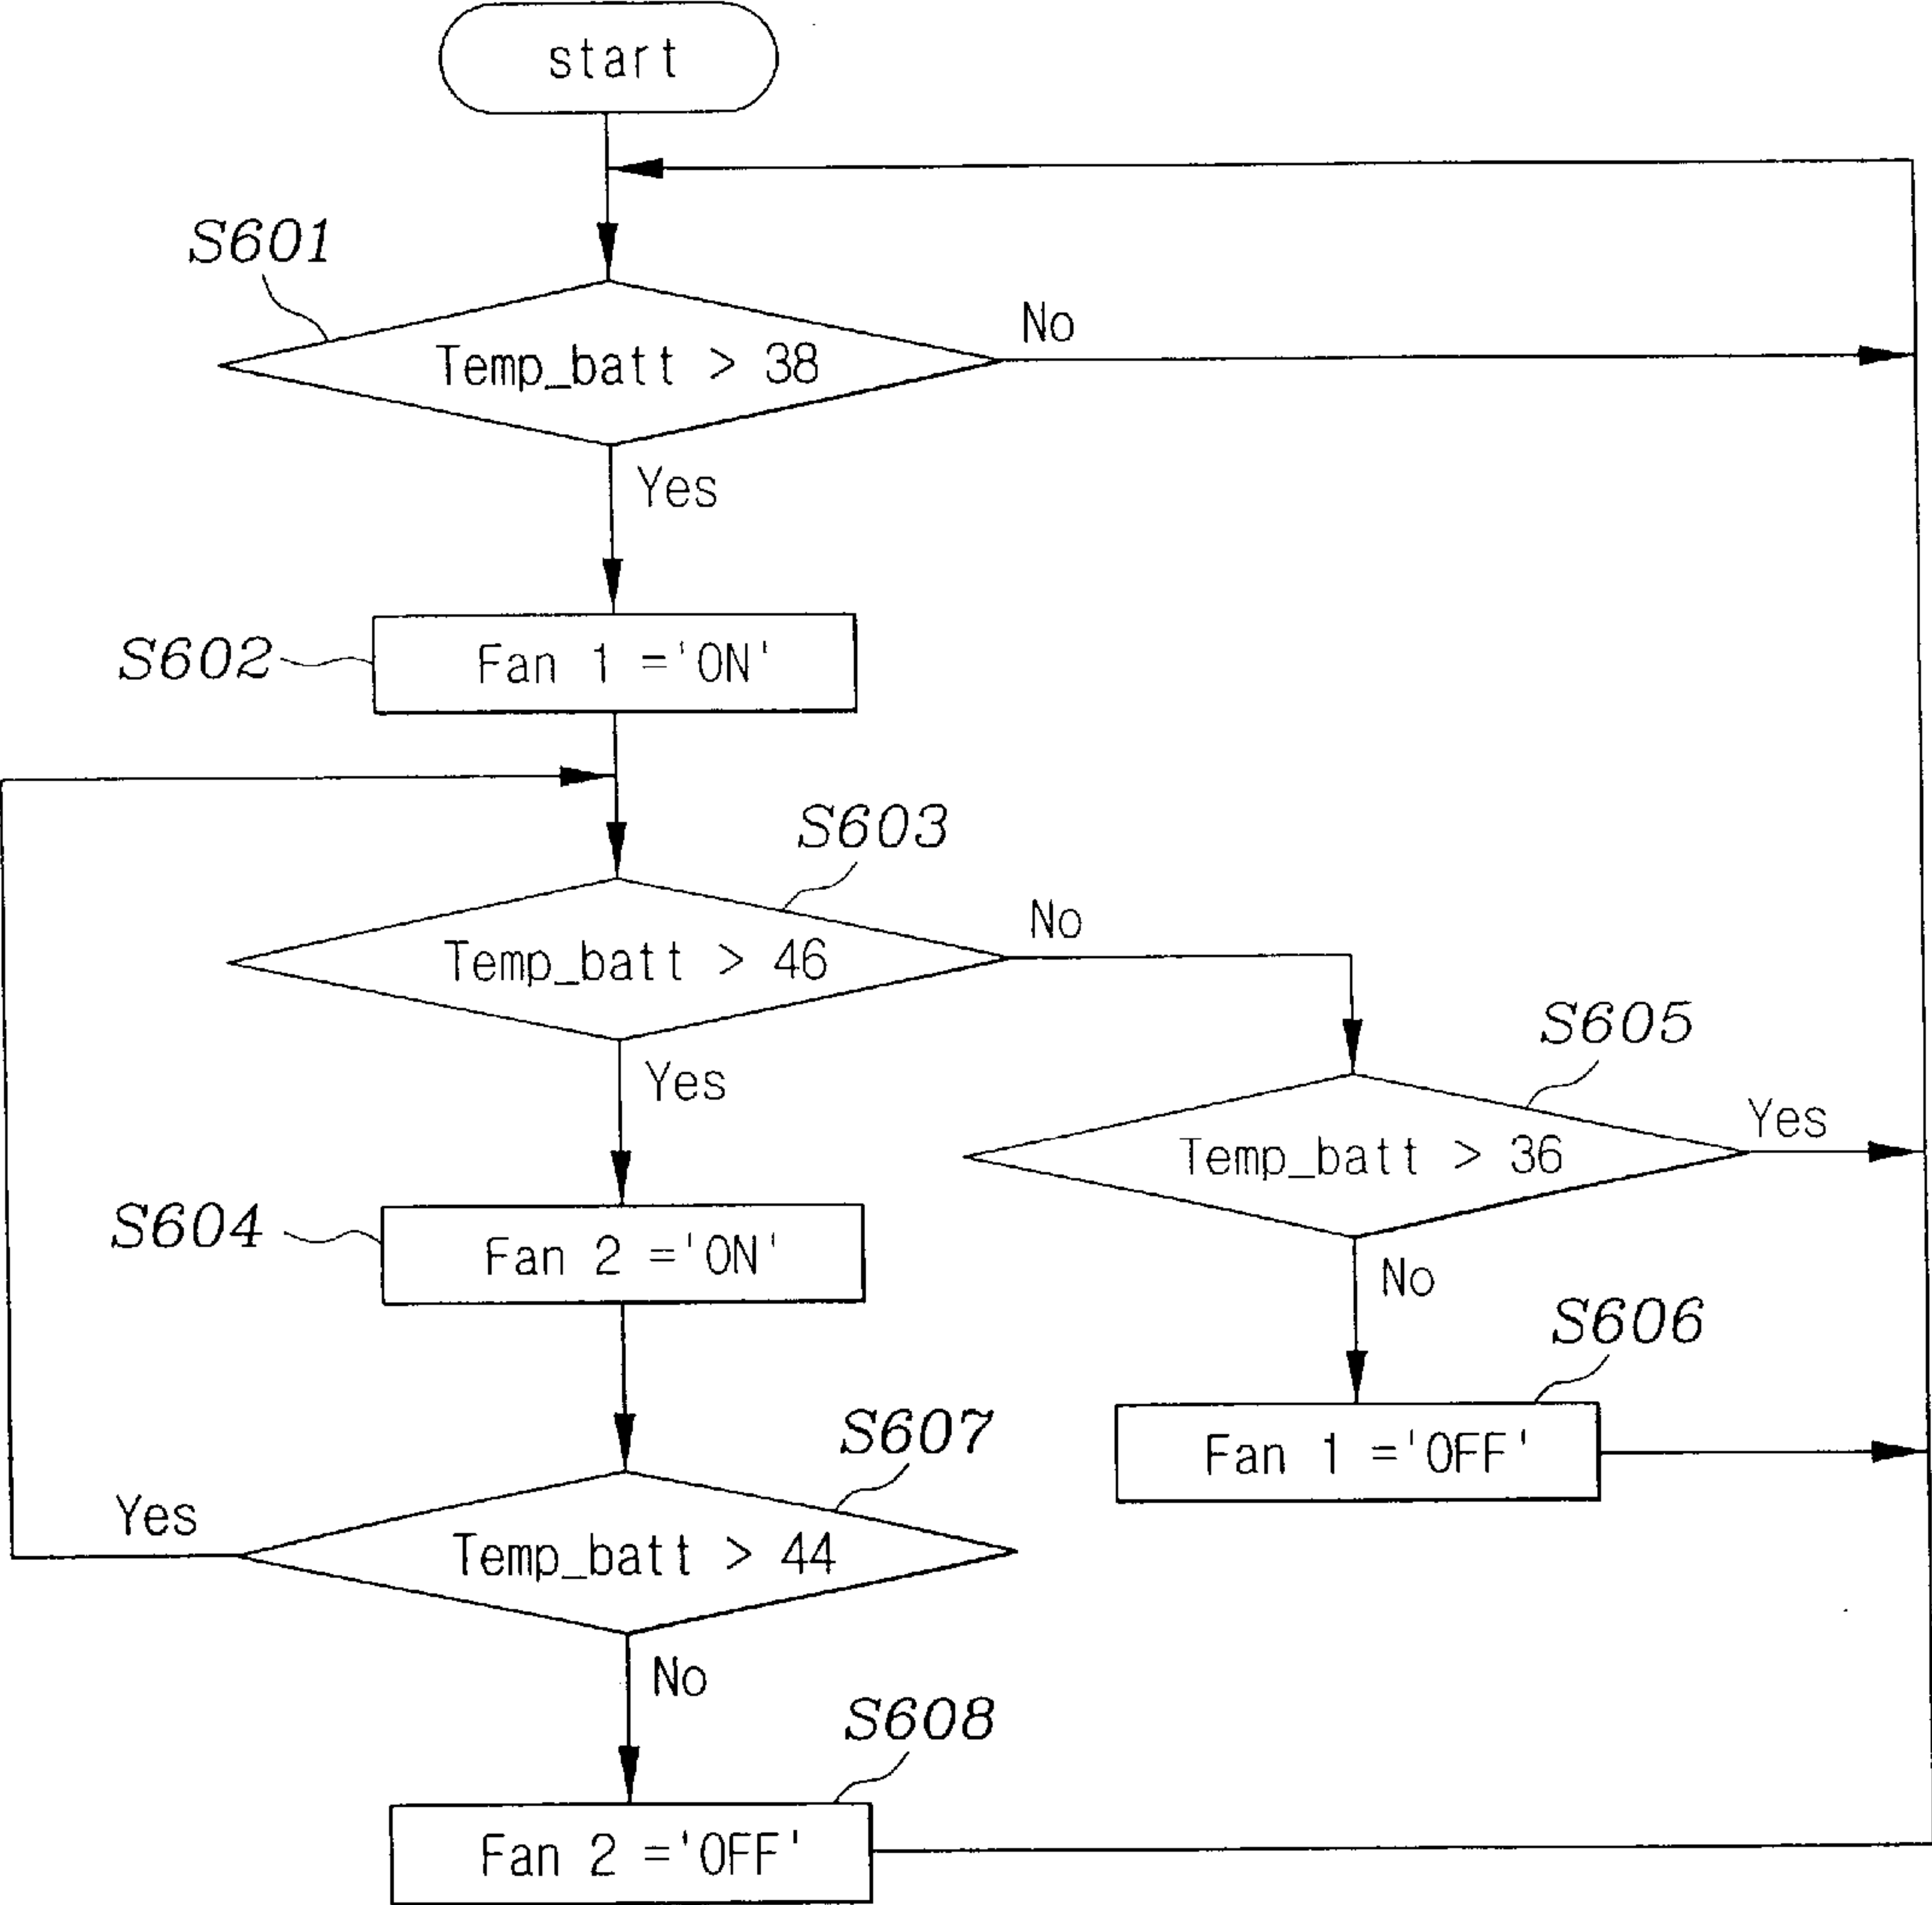 start
S601
Temp_batt > 38
No
Yes
S602
Fan 1 ='ON'
S603
Temp_batt > 46
No
Yes
S605
Temp_batt > 36
Yes
S604
Fan 2 ='ON'
No
S606
Fan 1 ='OFF'
S607
Yes
Temp_batt > 44
No
S608
Fan 2 ='OFF'